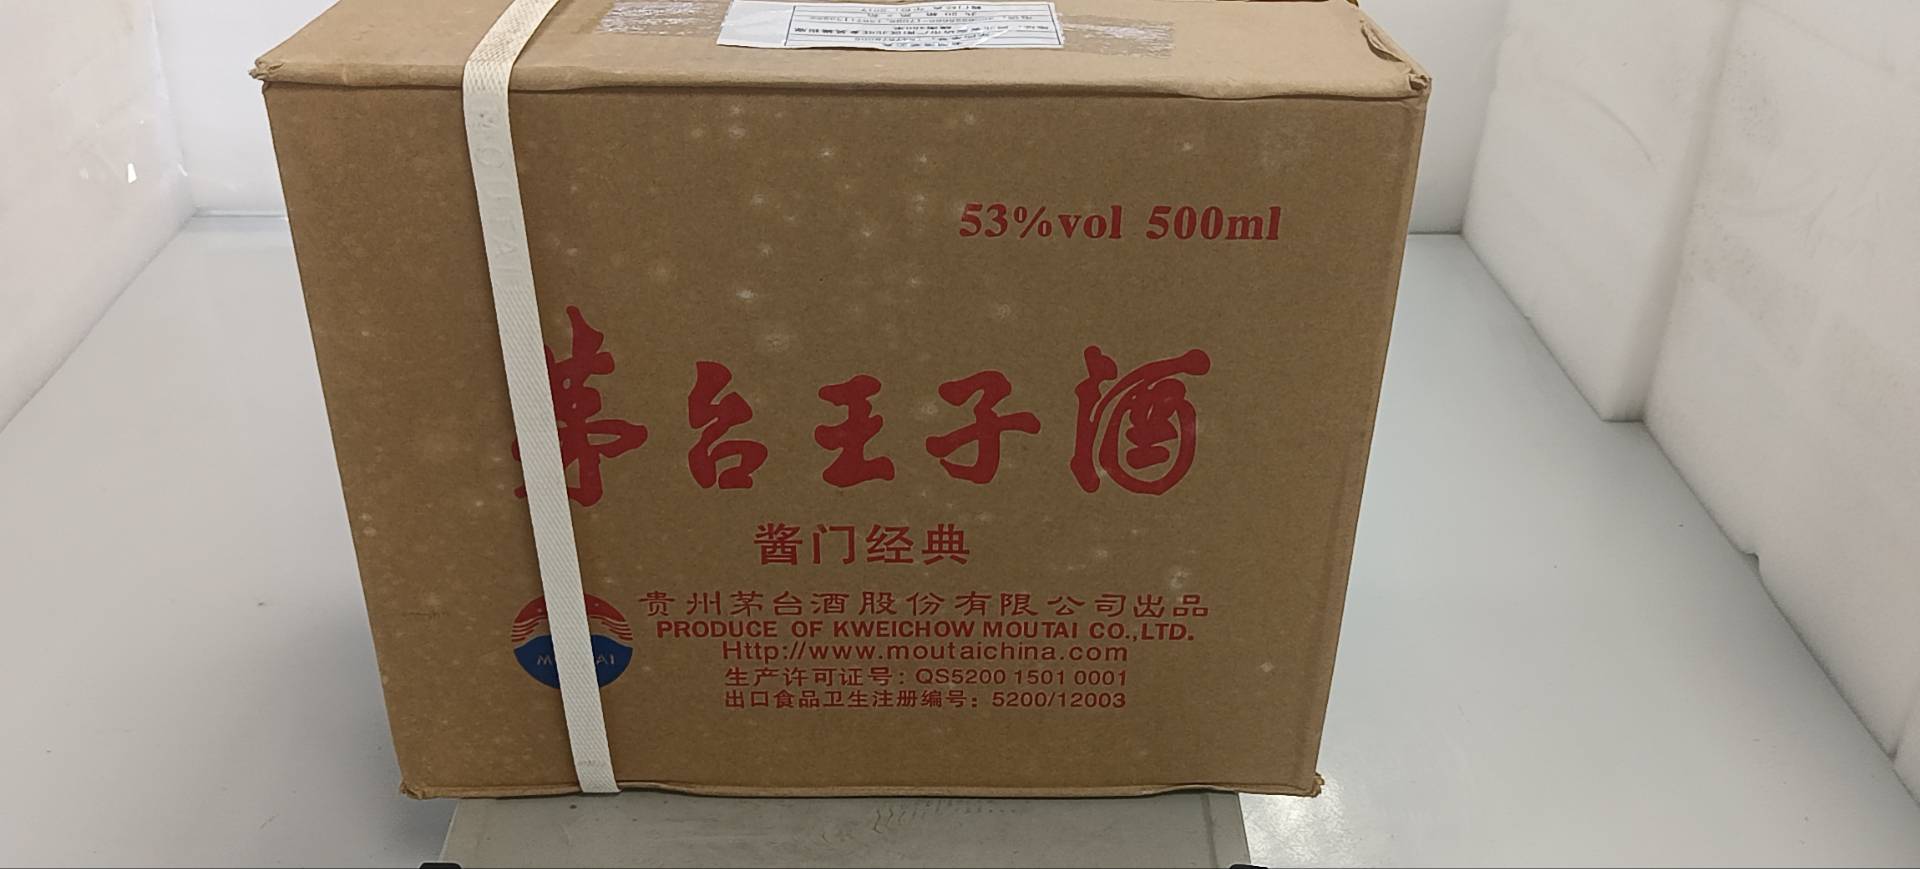 MOUTAI
53%vol 500ml
茅台王子酒
酱门经典
贵州茅台酒股份有限公司出品
PRODUCE OF KWEICHOW MOUTAI CO.,LTD.
Http://www.moutaichina.com
生产许可证号：QS5200 1501 0001
出口食品卫生注册编号：5200/12003